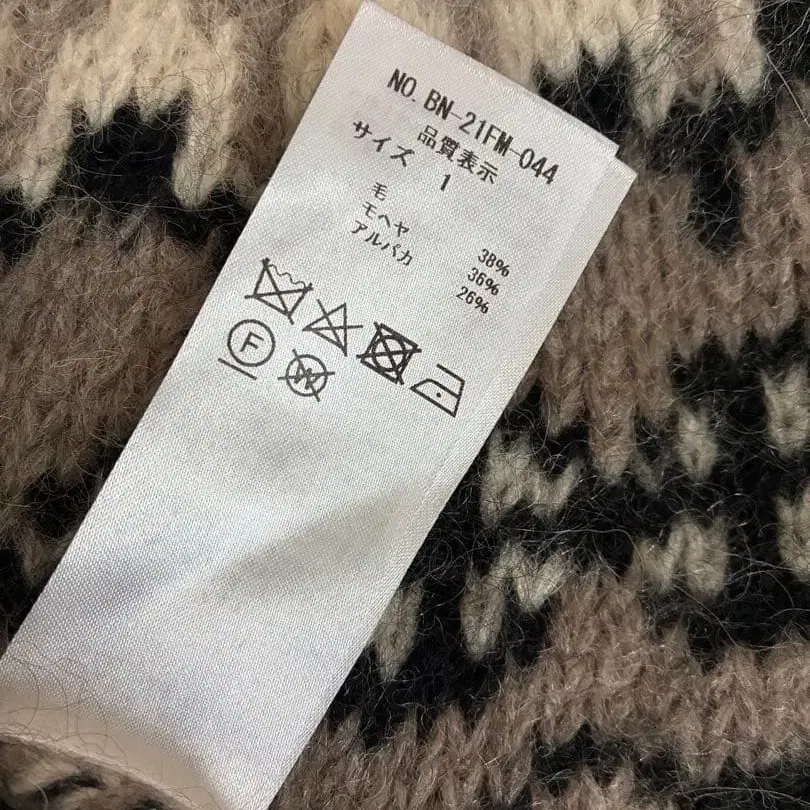 NO. BN-21FM-044
品質表示
サイズ 1
毛 38%
モヘヤ 36%
アルパカ 26%
F
W